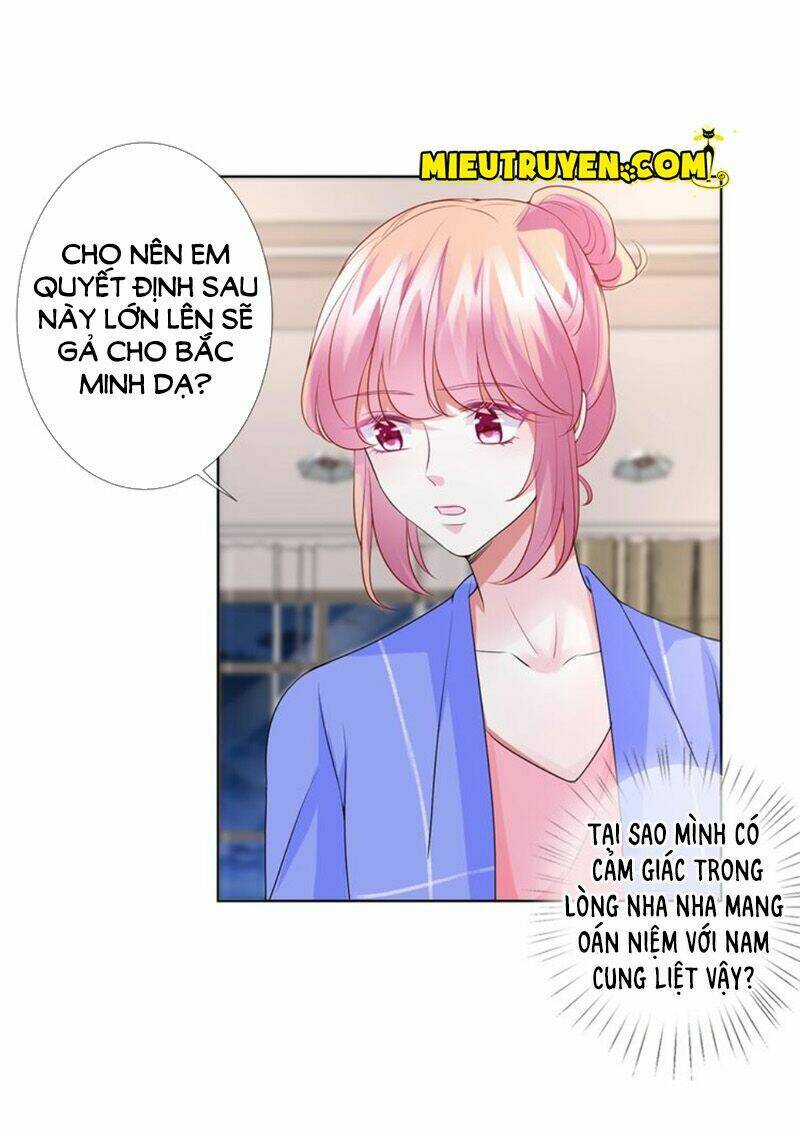 MIEUTRUYEN.COM
CHO NÊN EM
QUYẾT ĐỊNH SAU
NÀY LỚN LÊN SẼ
GẢ CHO BẮC
MINH DẠ?
TẠI SAO MÌNH CÓ
CẢM GIÁC TRONG
LÒNG NHA NHA MANG
OÁN NIỆM VỚI NAM
CUNG LIỆT VẬY?